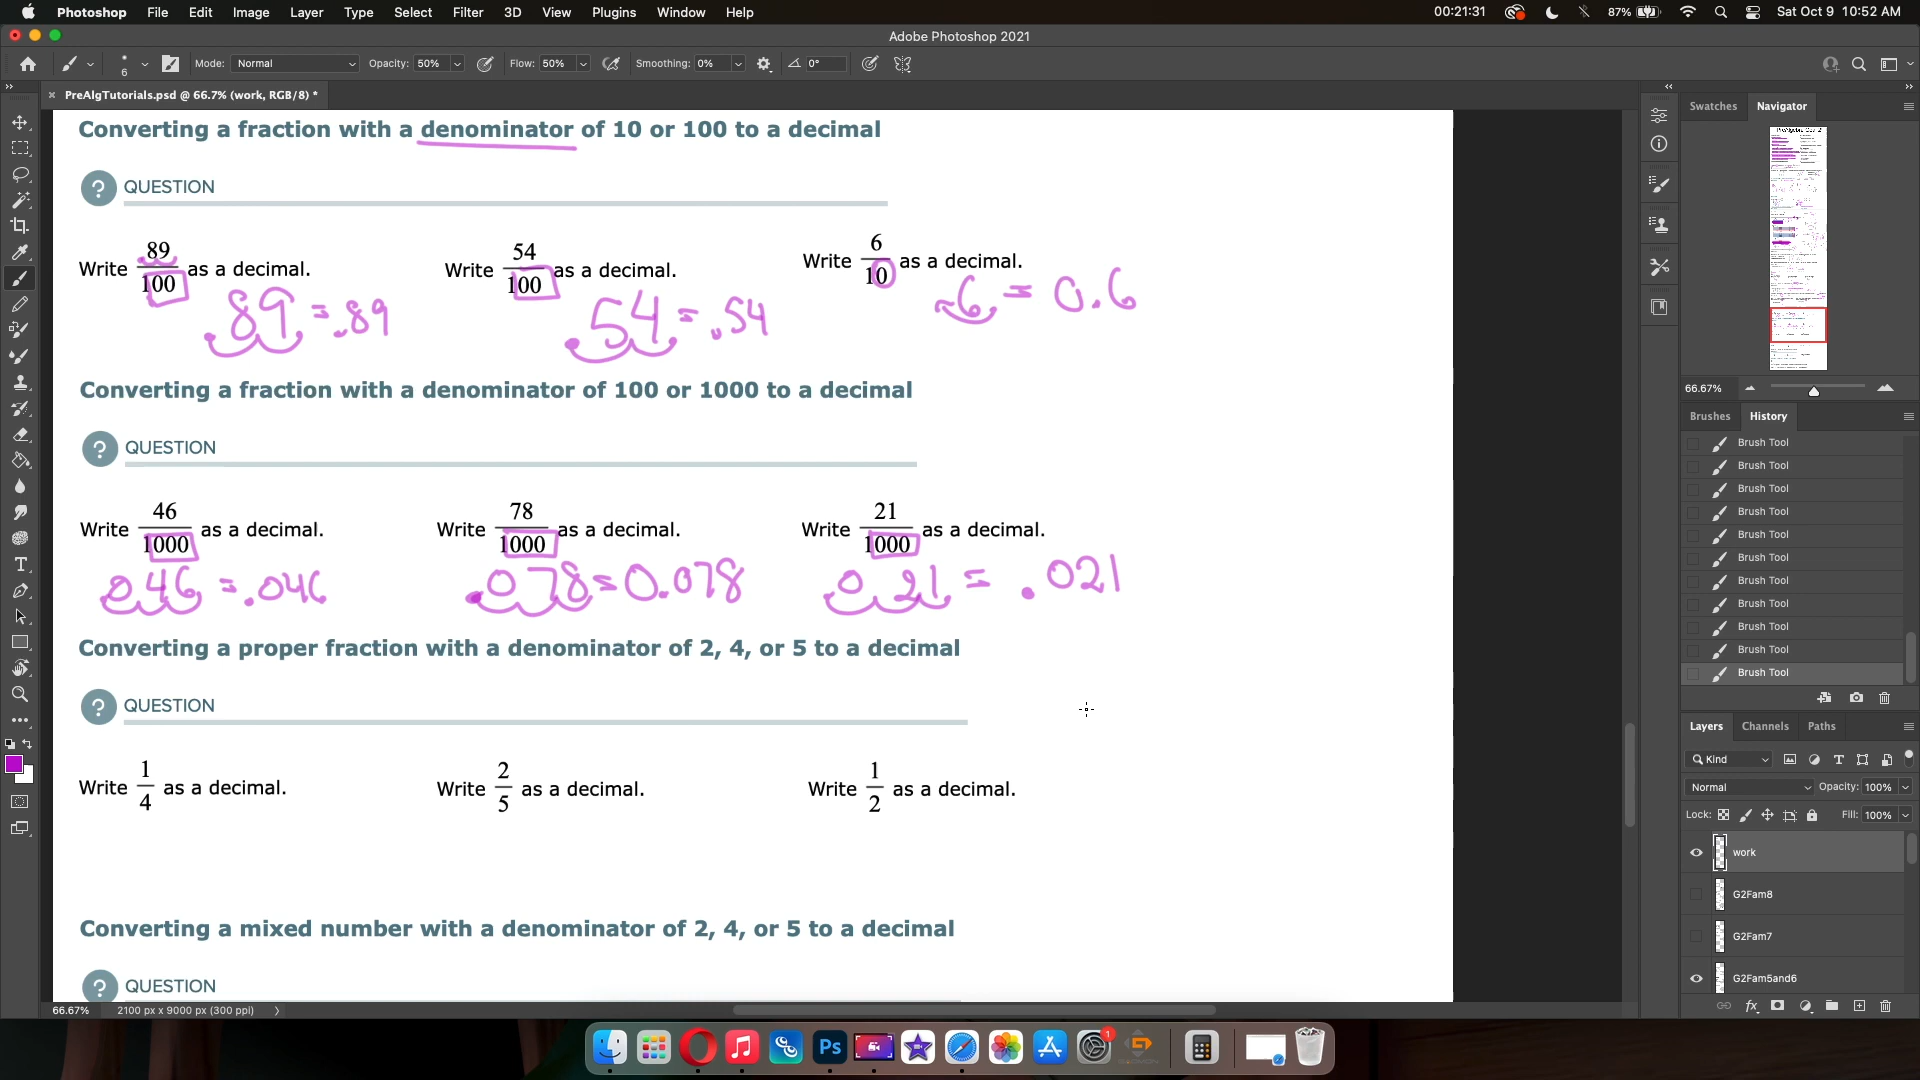 Photoshop File Edit Image Layer Type Select Filter 3D View Plugins Window Help 00:21:31 87% Sat Oct 9 10:52 AM
Adobe Photoshop 2021
6 Mode: Normal Opacity: 50% Flow: 50% Smoothing: 0% 0°
PreAlgTutorials.psd @ 66.7% (work, RGB/8) *
Swatches Navigator
66.67%
Brushes History
Brush Tool
Brush Tool
Brush Tool
Brush Tool
Brush Tool
Brush Tool
Brush Tool
Brush Tool
Brush Tool
Brush Tool
Brush Tool
Layers Channels Paths
Kind
Normal Opacity: 100%
Lock: Fill: 100%
work
G2Fam8
G2Fam7
G2Fam5and6
Converting a fraction with a denominator of 10 or 100 to a decimal
? QUESTION
Write 89/100 as a decimal. Write 54/100 as a decimal. Write 6/10 as a decimal.
.89 = .89 .54 = .54 .6 = 0.6
Converting a fraction with a denominator of 100 or 1000 to a decimal
? QUESTION
Write 46/1000 as a decimal. Write 78/1000 as a decimal. Write 21/1000 as a decimal.
046 = .046 .078 = 0.078 021 = .021
Converting a proper fraction with a denominator of 2, 4, or 5 to a decimal
? QUESTION
Write 1/4 as a decimal. Write 2/5 as a decimal. Write 1/2 as a decimal.
Converting a mixed number with a denominator of 2, 4, or 5 to a decimal
? QUESTION
66.67% 2100 px x 9000 px (300 ppi)
Ps
1